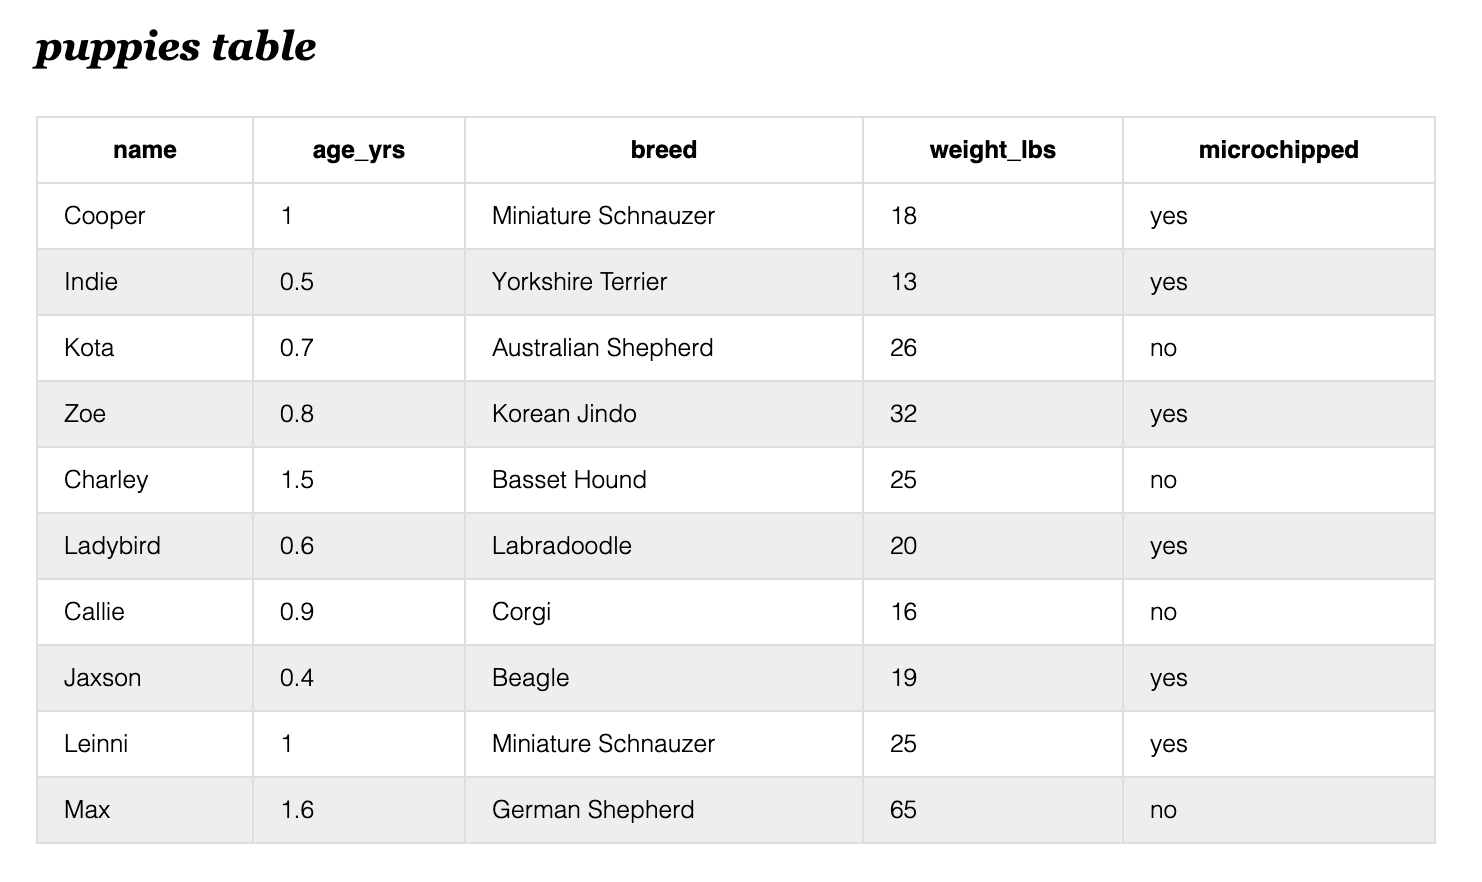 puppies table
name age_yrs breed weight_lbs microchipped
Cooper 1 Miniature Schnauzer 18 yes
Indie 0.5 Yorkshire Terrier 13 yes
Kota 0.7 Australian Shepherd 26 no
Zoe 0.8 Korean Jindo 32 yes
Charley 1.5 Basset Hound 25 no
Ladybird 0.6 Labradoodle 20 yes
Callie 0.9 Corgi 16 no
Jaxson 0.4 Beagle 19 yes
Leinni 1 Miniature Schnauzer 25 yes
Max 1.6 German Shepherd 65 no